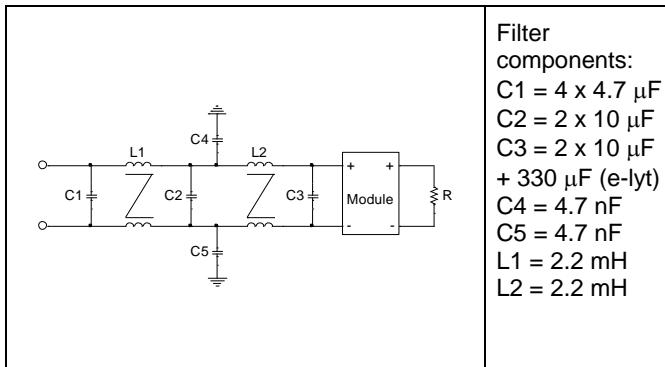 C4
L1
L2
+
+
C1
C2
C3
Module
R
-
-
C5
Filter
components:
C1 = 4 x 4.7 μF
C2 = 2 x 10 μF
C3 = 2 x 10 μF
+ 330 μF (e-lyt)
C4 = 4.7 nF
C5 = 4.7 nF
L1 = 2.2 mH
L2 = 2.2 mH